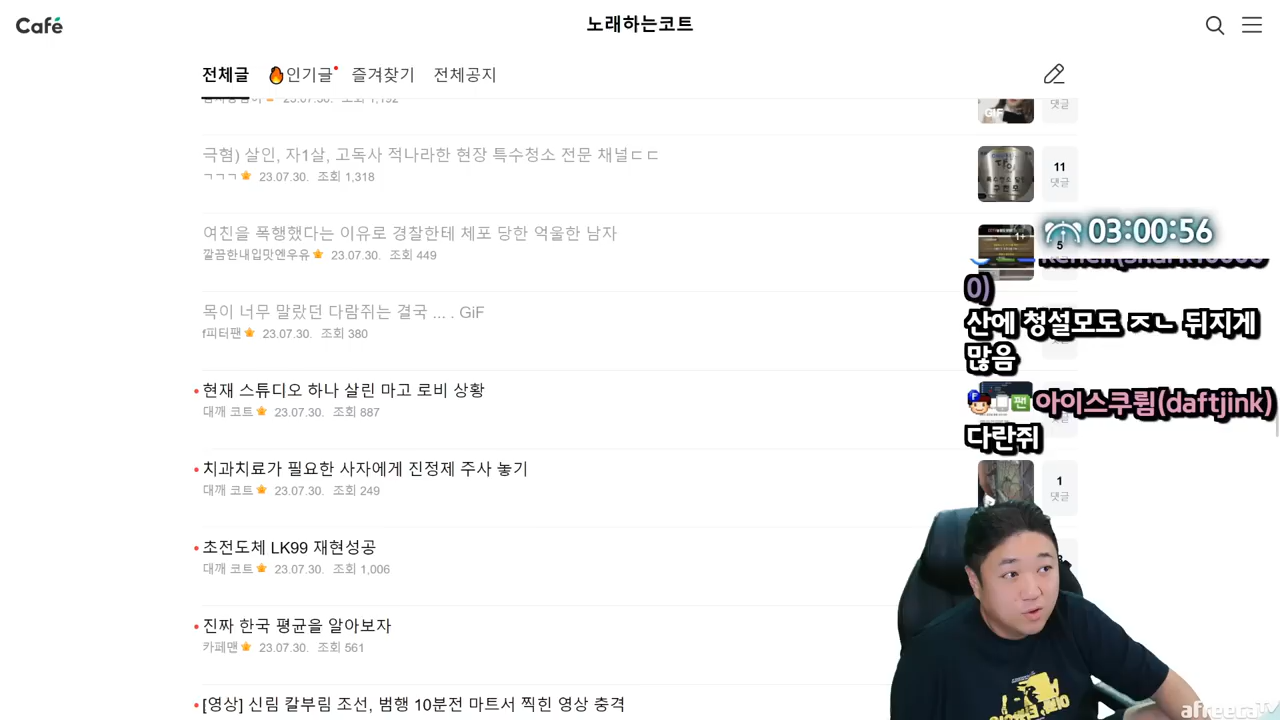 Café
노래하는코트
전체글
인기글
즐겨찾기
전체공지
23.07.30. 조회 1,192
댓글
GIF
극혐) 살인, 자1살, 고독사 적나라한 현장 특수청소 전문 채널ㄷㄷ
ㄱㄱㄱ 23.07.30. 조회 1,318
11
댓글
여친을 폭행했다는 이유로 경찰한테 체포 당한 억울한 남자
깔끔한내입맛엔우유 23.07.30. 조회 449
5
03:00:56
0)
산에 청설모도 ㅈㄴ 뒤지게
많음
목이 너무 말랐던 다람쥐는 결국 ... . GiF
f피터팬 23.07.30. 조회 380
현재 스튜디오 하나 살린 마고 로비 상황
대깨 코트 23.07.30. 조회 887
팬 아이스쿠륌(daftjink)
다란쥐
치과치료가 필요한 사자에게 진정제 주사 놓기
대깨 코트 23.07.30. 조회 249
1
댓글
초전도체 LK99 재현성공
대깨 코트 23.07.30. 조회 1,006
진짜 한국 평균을 알아보자
카페맨 23.07.30. 조회 561
[영상] 신림 칼부림 조선, 범행 10분전 마트서 찍힌 영상 충격
afreecaTV